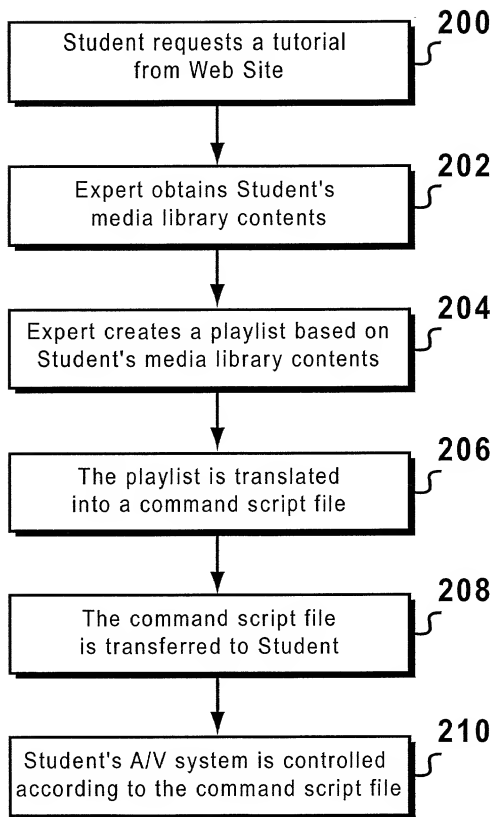 200
Student requests a tutorial
from Web Site
202
Expert obtains Student's
media library contents
204
Expert creates a playlist based on
Student's media library contents
206
The playlist is translated
into a command script file
208
The command script file
is transferred to Student
210
Student's A/V system is controlled
according to the command script file